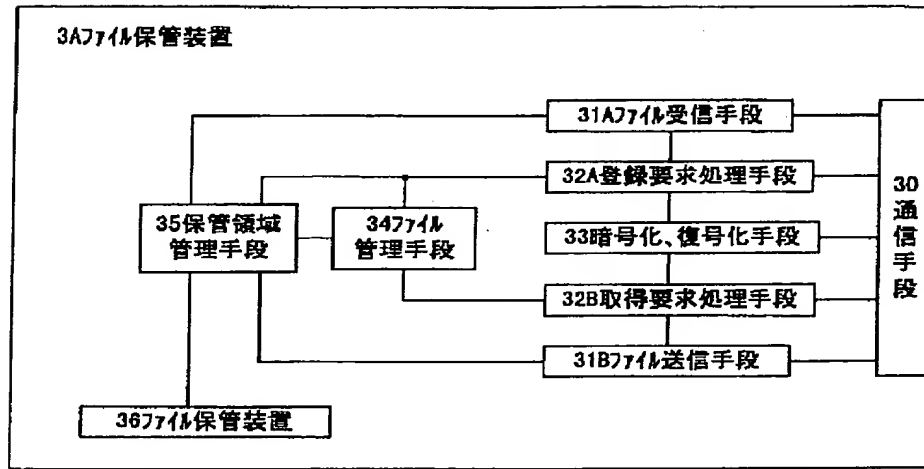 3Aファイル保管装置
31Aファイル受信手段
32A登録要求処理手段
35保管領域
管理手段
34ファイル
管理手段
33暗号化、復号化手段
32B取得要求処理手段
31Bファイル送信手段
36ファイル保管装置
30
通
信
手
段